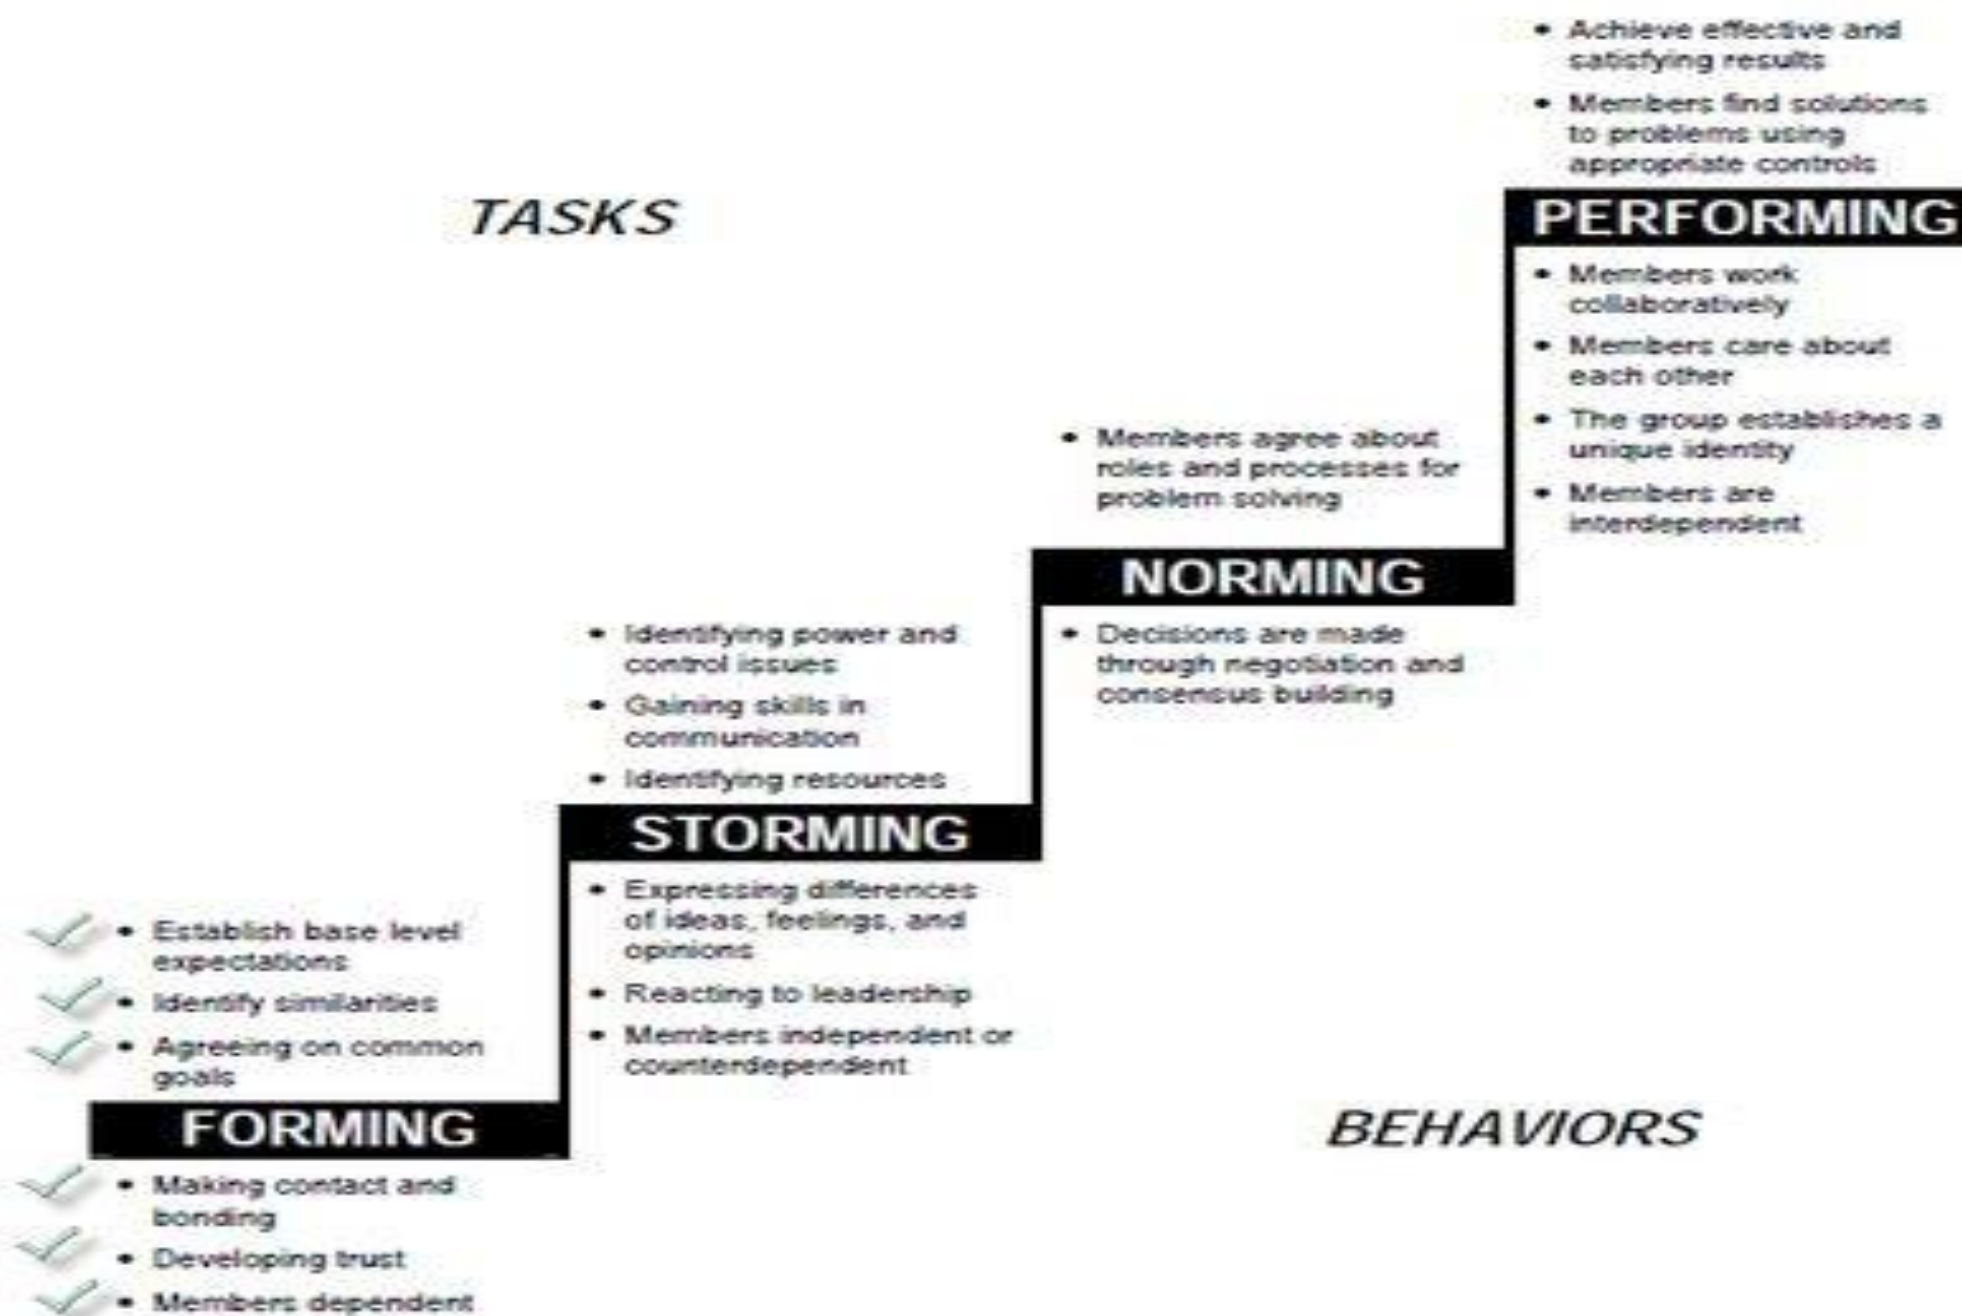 TASKS
• Achieve effective and
satisfying results
• Members find solutions
to problems using
appropriate controls
PERFORMING
• Members work
collaboratively
• Members care about
each other
• The group establishes a
unique identity
• Members are
interdependent
• Members agree about
roles and processes for
problem solving
NORMING
• Decisions are made
through negotiation and
consensus building
• Identifying power and
control issues
• Gaining skills in
communication
• Identifying resources
STORMING
• Expressing differences
of ideas, feelings, and
opinions
• Reacting to leadership
• Members independent or
counterdependent
• Establish base level
expectations
• Identify similarities
• Agreeing on common
goals
FORMING
• Making contact and
bonding
• Developing trust
• Members dependent
BEHAVIORS